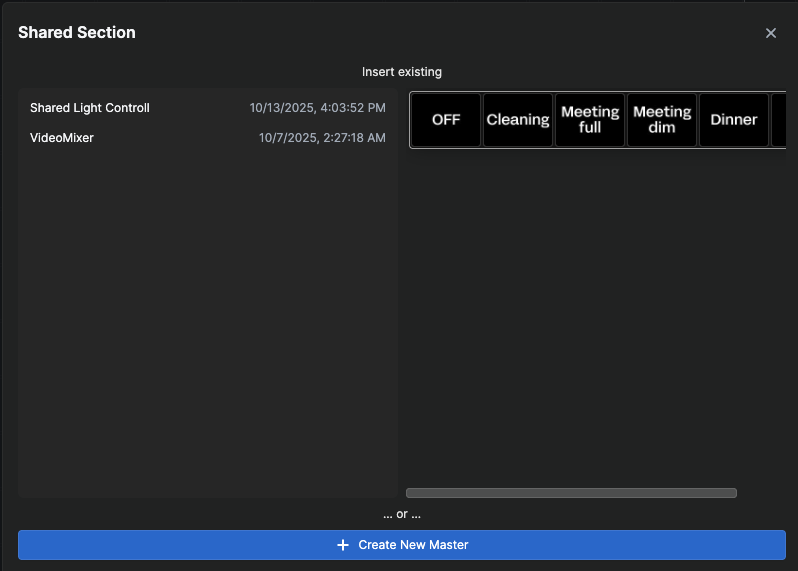 Shared Section
Insert existing
Shared Light Controll 10/13/2025, 4:03:52 PM
VideoMixer 10/7/2025, 2:27:18 AM
OFF
Cleaning
Meeting
full
Meeting
dim
Dinner
... or ...
Create New Master